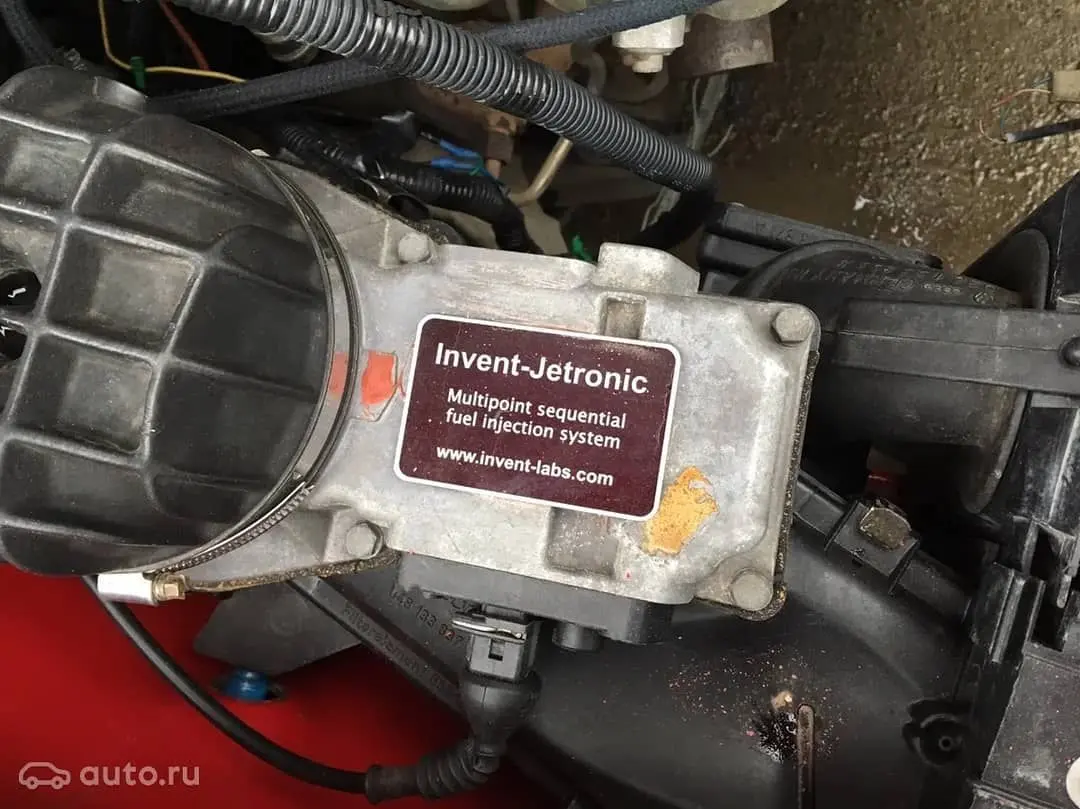 Invent-Jetronic
Multipoint sequential
fuel injection system
www.invent-labs.com
auto.ru